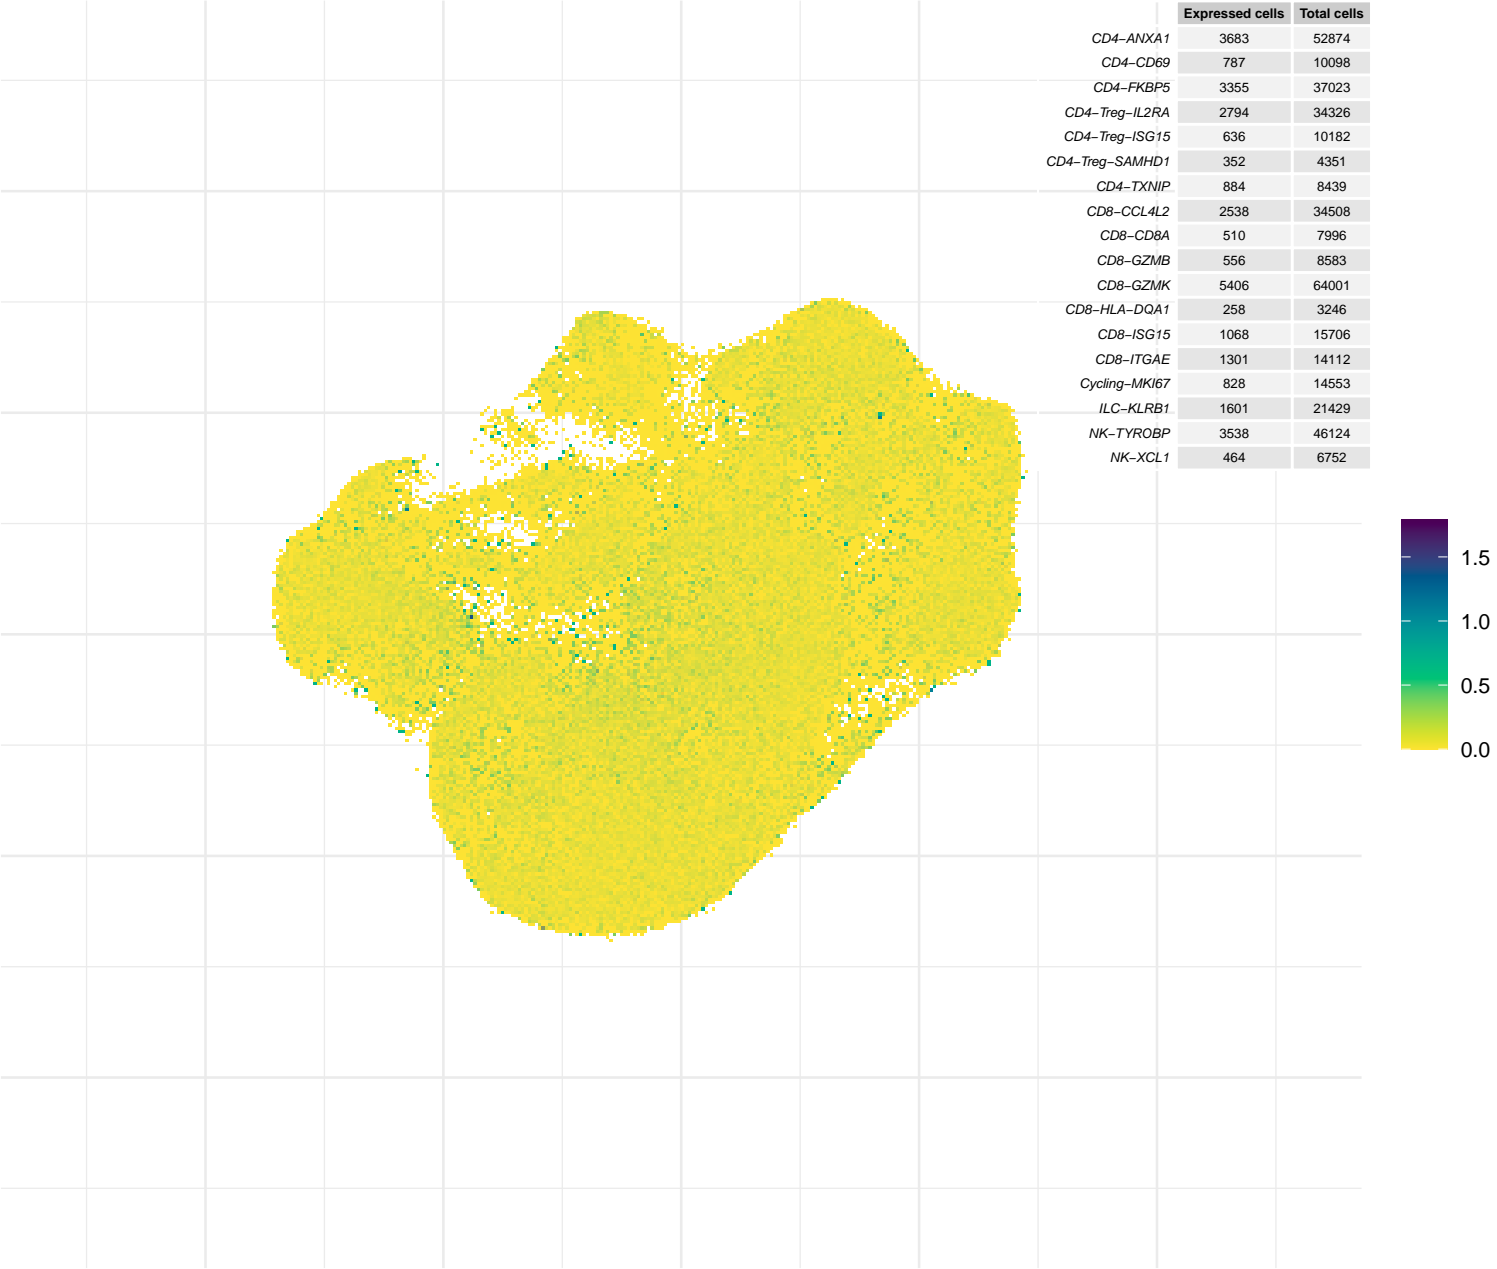 Expressed cells Total cells
CD4−ANXA1 3683 52874
CD4−CD69 787 10098
CD4−FKBP5 3355 37023
CD4−Treg−IL2RA 2794 34326
CD4−Treg−ISG15 636 10182
CD4−Treg−SAMHD1 352 4351
CD4−TXNIP 884 8439
CD8−CCL4L2 2538 34508
CD8−CD8A 510 7996
CD8−GZMB 556 8583
CD8−GZMK 5406 64001
CD8−HLA−DQA1 258 3246
CD8−ISG15 1068 15706
CD8−ITGAE 1301 14112
Cycling−MKI67 828 14553
ILC−KLRB1 1601 21429
NK−TYROBP 3538 46124
NK−XCL1 464 6752
1.5
1.0
0.5
0.0